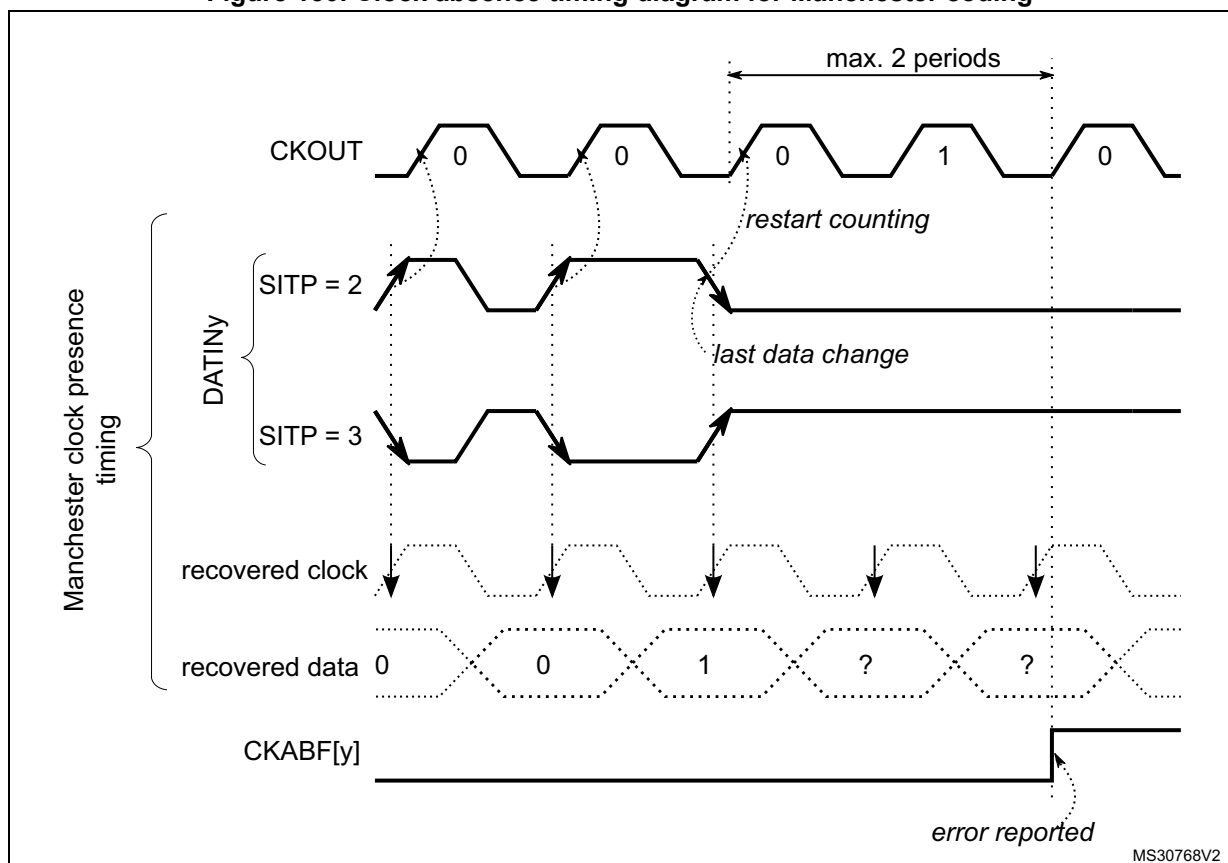 max. 2 periods
CKOUT
0 0 0 1 0
restart counting
SITP = 2
last data change
DATINy
Manchester clock presence
timing
SITP = 3
recovered clock
recovered data
0 0 1 ? ?
CKABF[y]
error reported
MS30768V2